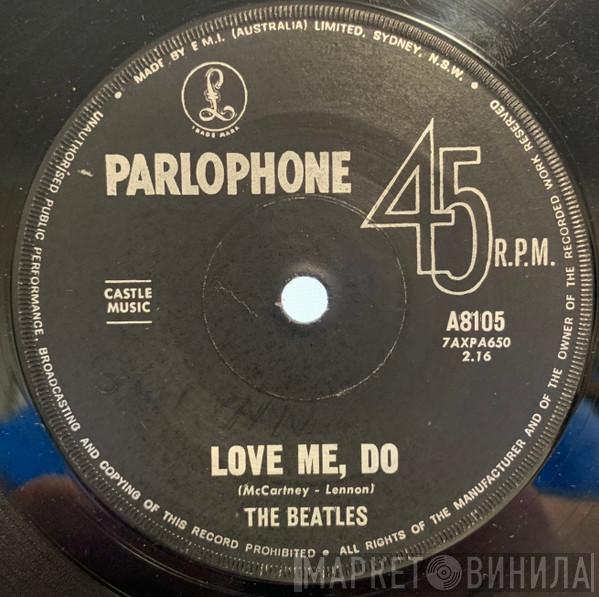 • MADE BY E.M.I. (AUSTRALIA) LIMITED, SYDNEY, N.S.W. •
£
TRADE MARK
PARLOPHONE
45
R.P.M.
CASTLE
MUSIC
A8105
7AXPA650
2.16
LOVE ME, DO
(McCartney - Lennon)
THE BEATLES
UNAUTHORISED PUBLIC PERFORMANCE, BROADCASTING AND COPYING OF THIS RECORD PROHIBITED • ALL RIGHTS OF THE MANUFACTURER AND OF THE OWNER OF THE RECORDED WORK RESERVED
МАРКЕТ ВИНИЛА